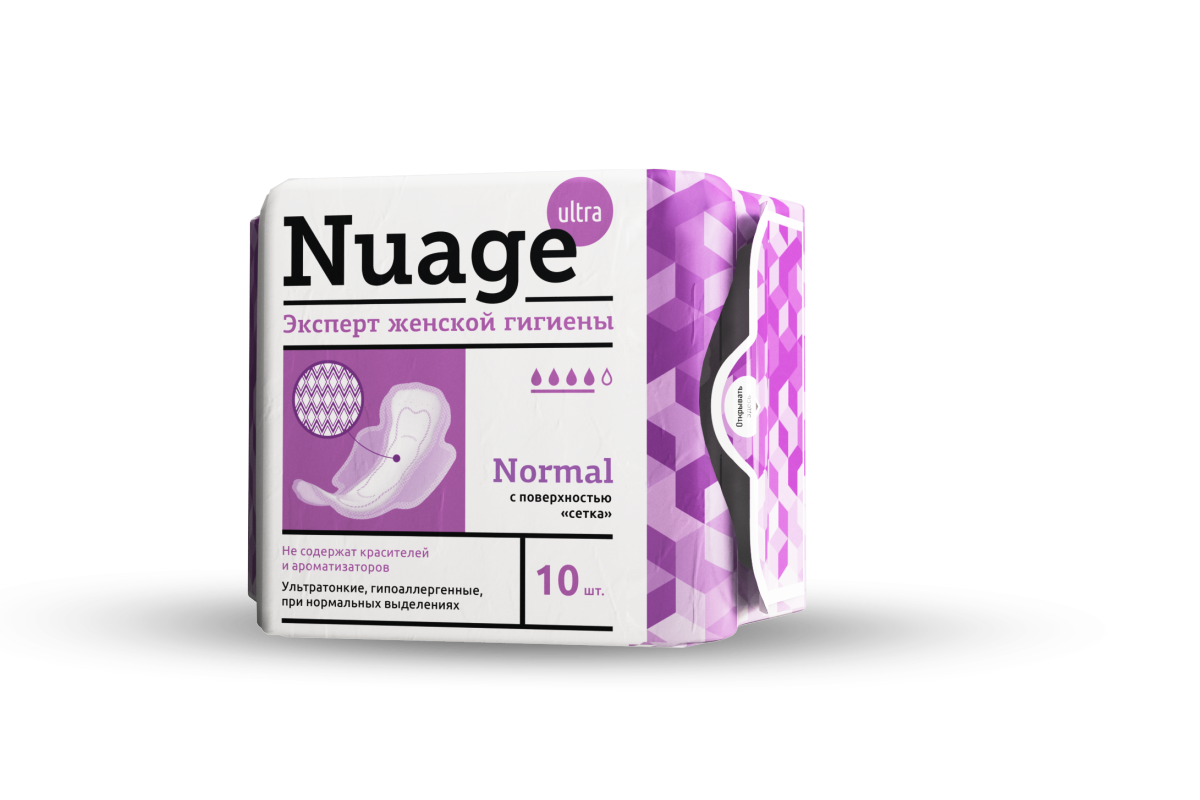 ultra
Nuage
Эксперт женской гигиены
Normal
с поверхностью
«сетка»
Не содержат красителей
и ароматизаторов
Ультратонкие, гипоаллергенные,
при нормальных выделениях
10 шт.
Открывать
здесь